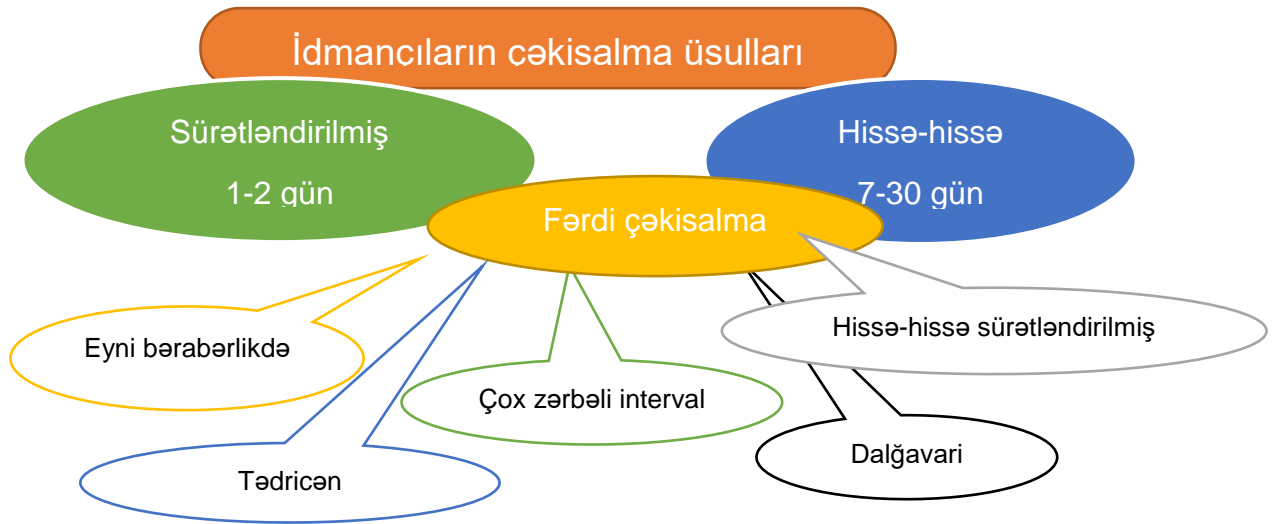 İdmançıların çəkisalma üsulları
Sürətləndirilmiş
1-2 gün
Hissə-hissə
7-30 gün
Fərdi çəkisalma
Eyni bərabərlikdə
Hissə-hissə sürətləndirilmiş
Çox zərbəli interval
Dalğavari
Tədricən